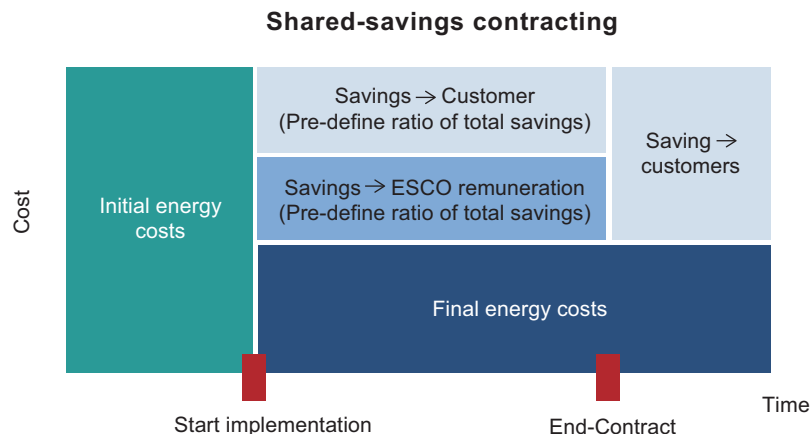 Shared-savings contracting
Cost
Initial energy
costs
Savings → Customer
(Pre-define ratio of total savings)
Savings → ESCO remuneration
(Pre-define ratio of total savings)
Saving →
customers
Final energy costs
Time
Start implementation
End-Contract